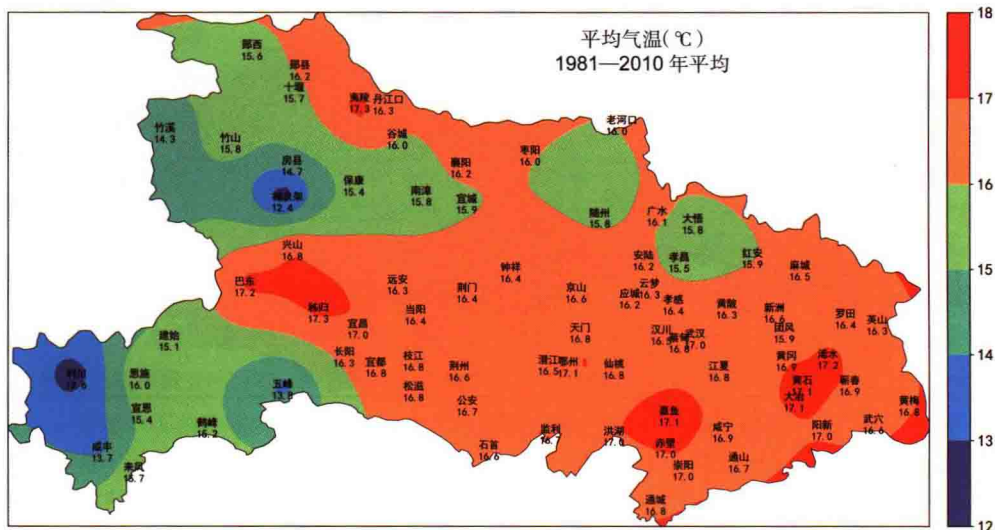 平均气温(℃)
1981—2010 年平均
18
17
16
15
14
13
12
郧西
15.6
郧县
16.2
十堰
15.7
丹江口
16.3
17.3
竹溪
14.3
竹山
15.8
谷城
16.0
老河口
16.0
房县
14.7
12.4
保康
15.4
襄阳
16.2
枣阳
16.0
南漳
15.8
宜城
15.9
随州
15.8
广水
16.1
大悟
15.8
兴山
16.8
巴东
17.2
秭归
17.3
远安
16.3
荆门
16.4
钟祥
16.4
京山
16.6
安陆
16.2
孝昌
15.5
红安
15.9
麻城
16.5
云梦
16.3
应城
16.2
孝感
16.4
黄陂
16.3
新洲
16.6
罗田
16.4
英山
16.3
宜昌
17.0
当阳
16.4
天门
16.8
汉川
16.5
蔡甸
16.8
武汉
17.0
团风
15.9
建始
15.1
长阳
16.3
宜都
16.8
枝江
16.8
荆州
16.6
潜江
16.5
鄂州
17.1
仙桃
16.8
江夏
16.8
黄冈
16.9
浠水
17.2
利川
恩施
16.0
五峰
13.8
松滋
16.8
公安
16.7
黄石
17.1
蕲春
16.9
大冶
17.1
黄梅
16.8
宣恩
15.4
鹤峰
16.2
嘉鱼
17.1
咸宁
16.9
阳新
17.0
武穴
16.6
咸丰
13.7
来凤
石首
16.6
监利
洪湖
17.0
赤壁
17.0
崇阳
17.0
通山
16.7
通城
16.8